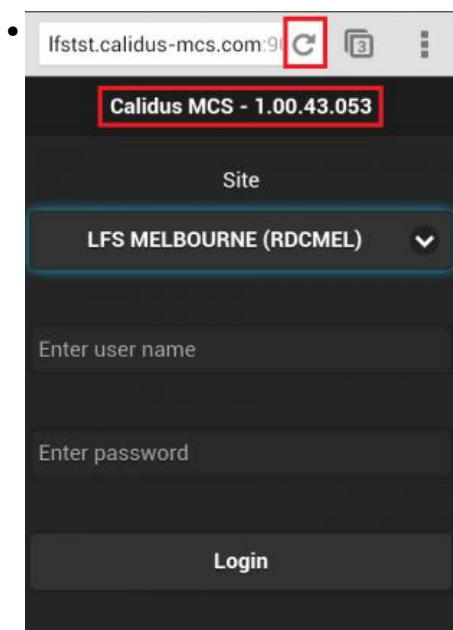 lfstst.calidus-mcs.com:9
3
Calidus MCS - 1.00.43.053
Site
LFS MELBOURNE (RDCMEL)
Enter user name
Enter password
Login